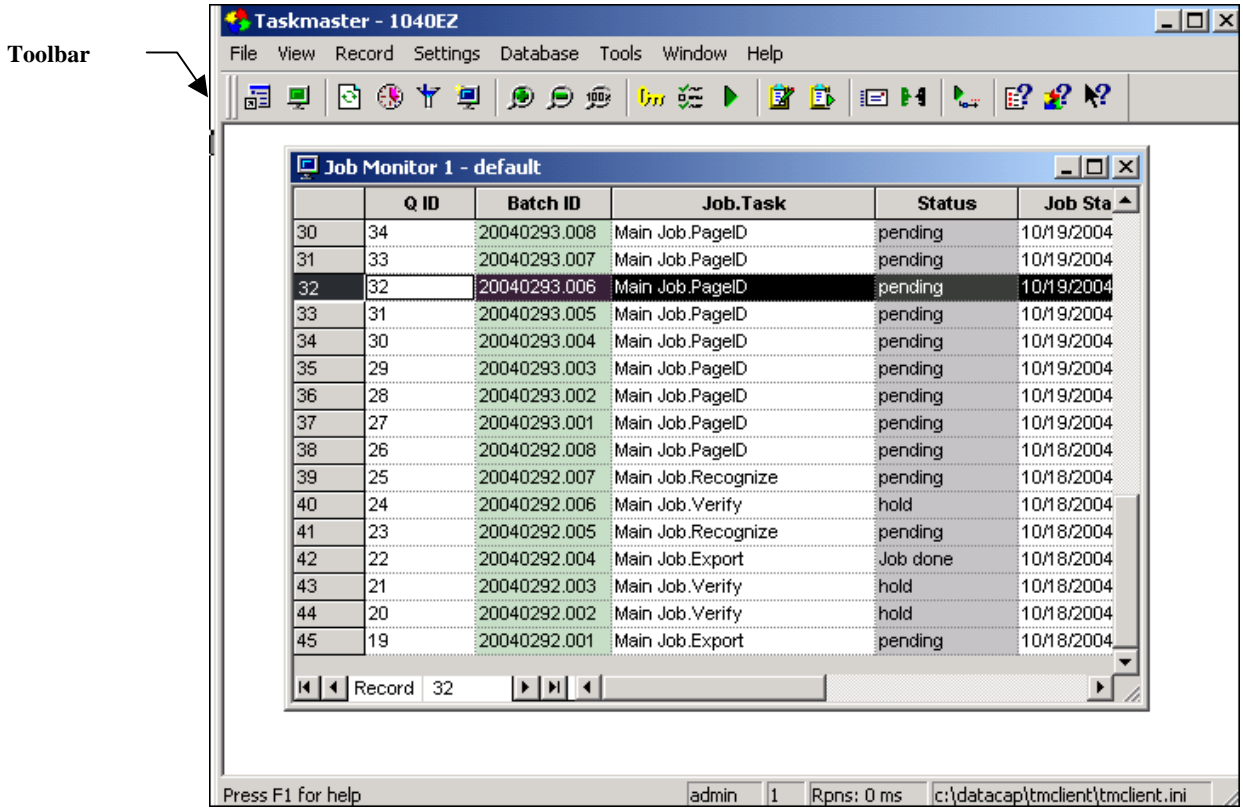 Taskmaster - 1040EZ
File View Record Settings Database Tools Window Help
Toolbar
100%
Job Monitor 1 - default
Q ID Batch ID Job.Task Status Job Sta
30 34 20040293.008 Main Job.PageID pending 10/19/2004
31 33 20040293.007 Main Job.PageID pending 10/19/2004
32 32 20040293.006 Main Job.PageID pending 10/19/2004
33 31 20040293.005 Main Job.PageID pending 10/19/2004
34 30 20040293.004 Main Job.PageID pending 10/19/2004
35 29 20040293.003 Main Job.PageID pending 10/19/2004
36 28 20040293.002 Main Job.PageID pending 10/19/2004
37 27 20040293.001 Main Job.PageID pending 10/19/2004
38 26 20040292.008 Main Job.PageID pending 10/18/2004
39 25 20040292.007 Main Job.Recognize pending 10/18/2004
40 24 20040292.006 Main Job.Verify hold 10/18/2004
41 23 20040292.005 Main Job.Recognize pending 10/18/2004
42 22 20040292.004 Main Job.Export Job done 10/18/2004
43 21 20040292.003 Main Job.Verify hold 10/18/2004
44 20 20040292.002 Main Job.Verify hold 10/18/2004
45 19 20040292.001 Main Job.Export pending 10/18/2004
Record 32
Press F1 for help admin 1 Rpns: 0 ms c:\datacap\tmclient\tmclient.ini